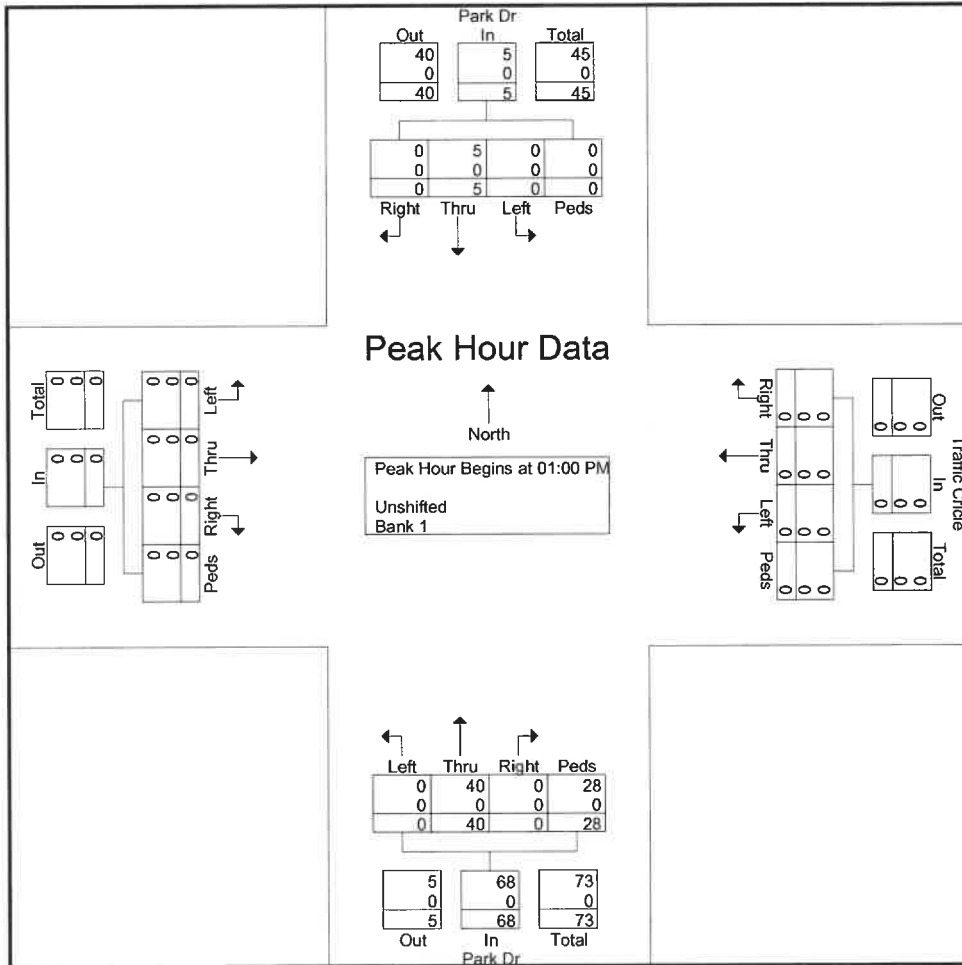 Park Dr
Out In Total
40 5 45
0 0 0
40 5 45
0 5 0 0
0 0 0 0
0 5 0 0
Right Thru Left Peds
Peak Hour Data
North
Peak Hour Begins at 01:00 PM
Unshifted
Bank 1
Total
0 0 0
In
0 0 0
Out
0 0 0
Left
0 0 0
Thru
0 0 0
Right
0 0 0
Peds
0 0 0
Right
0 0 0
Thru
0 0 0
Left
0 0 0
Peds
0 0 0
Out
0 0 0
In
0 0 0
Total
0 0 0
Traffic Cricle
Left Thru Right Peds
0 40 0 28
0 0 0 0
0 40 0 28
5 68 73
0 0 0
5 68 73
Out In Total
Park Dr